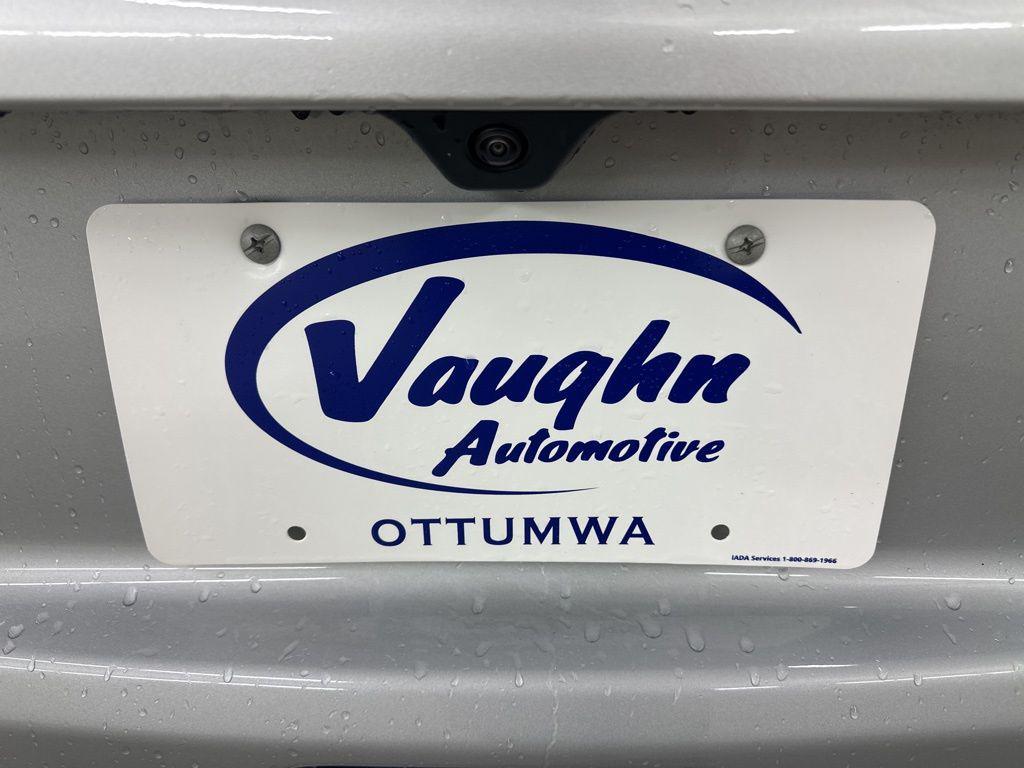 Vaughn
Automotive
OTTUMWA
IADA Services 1-800-869-1966